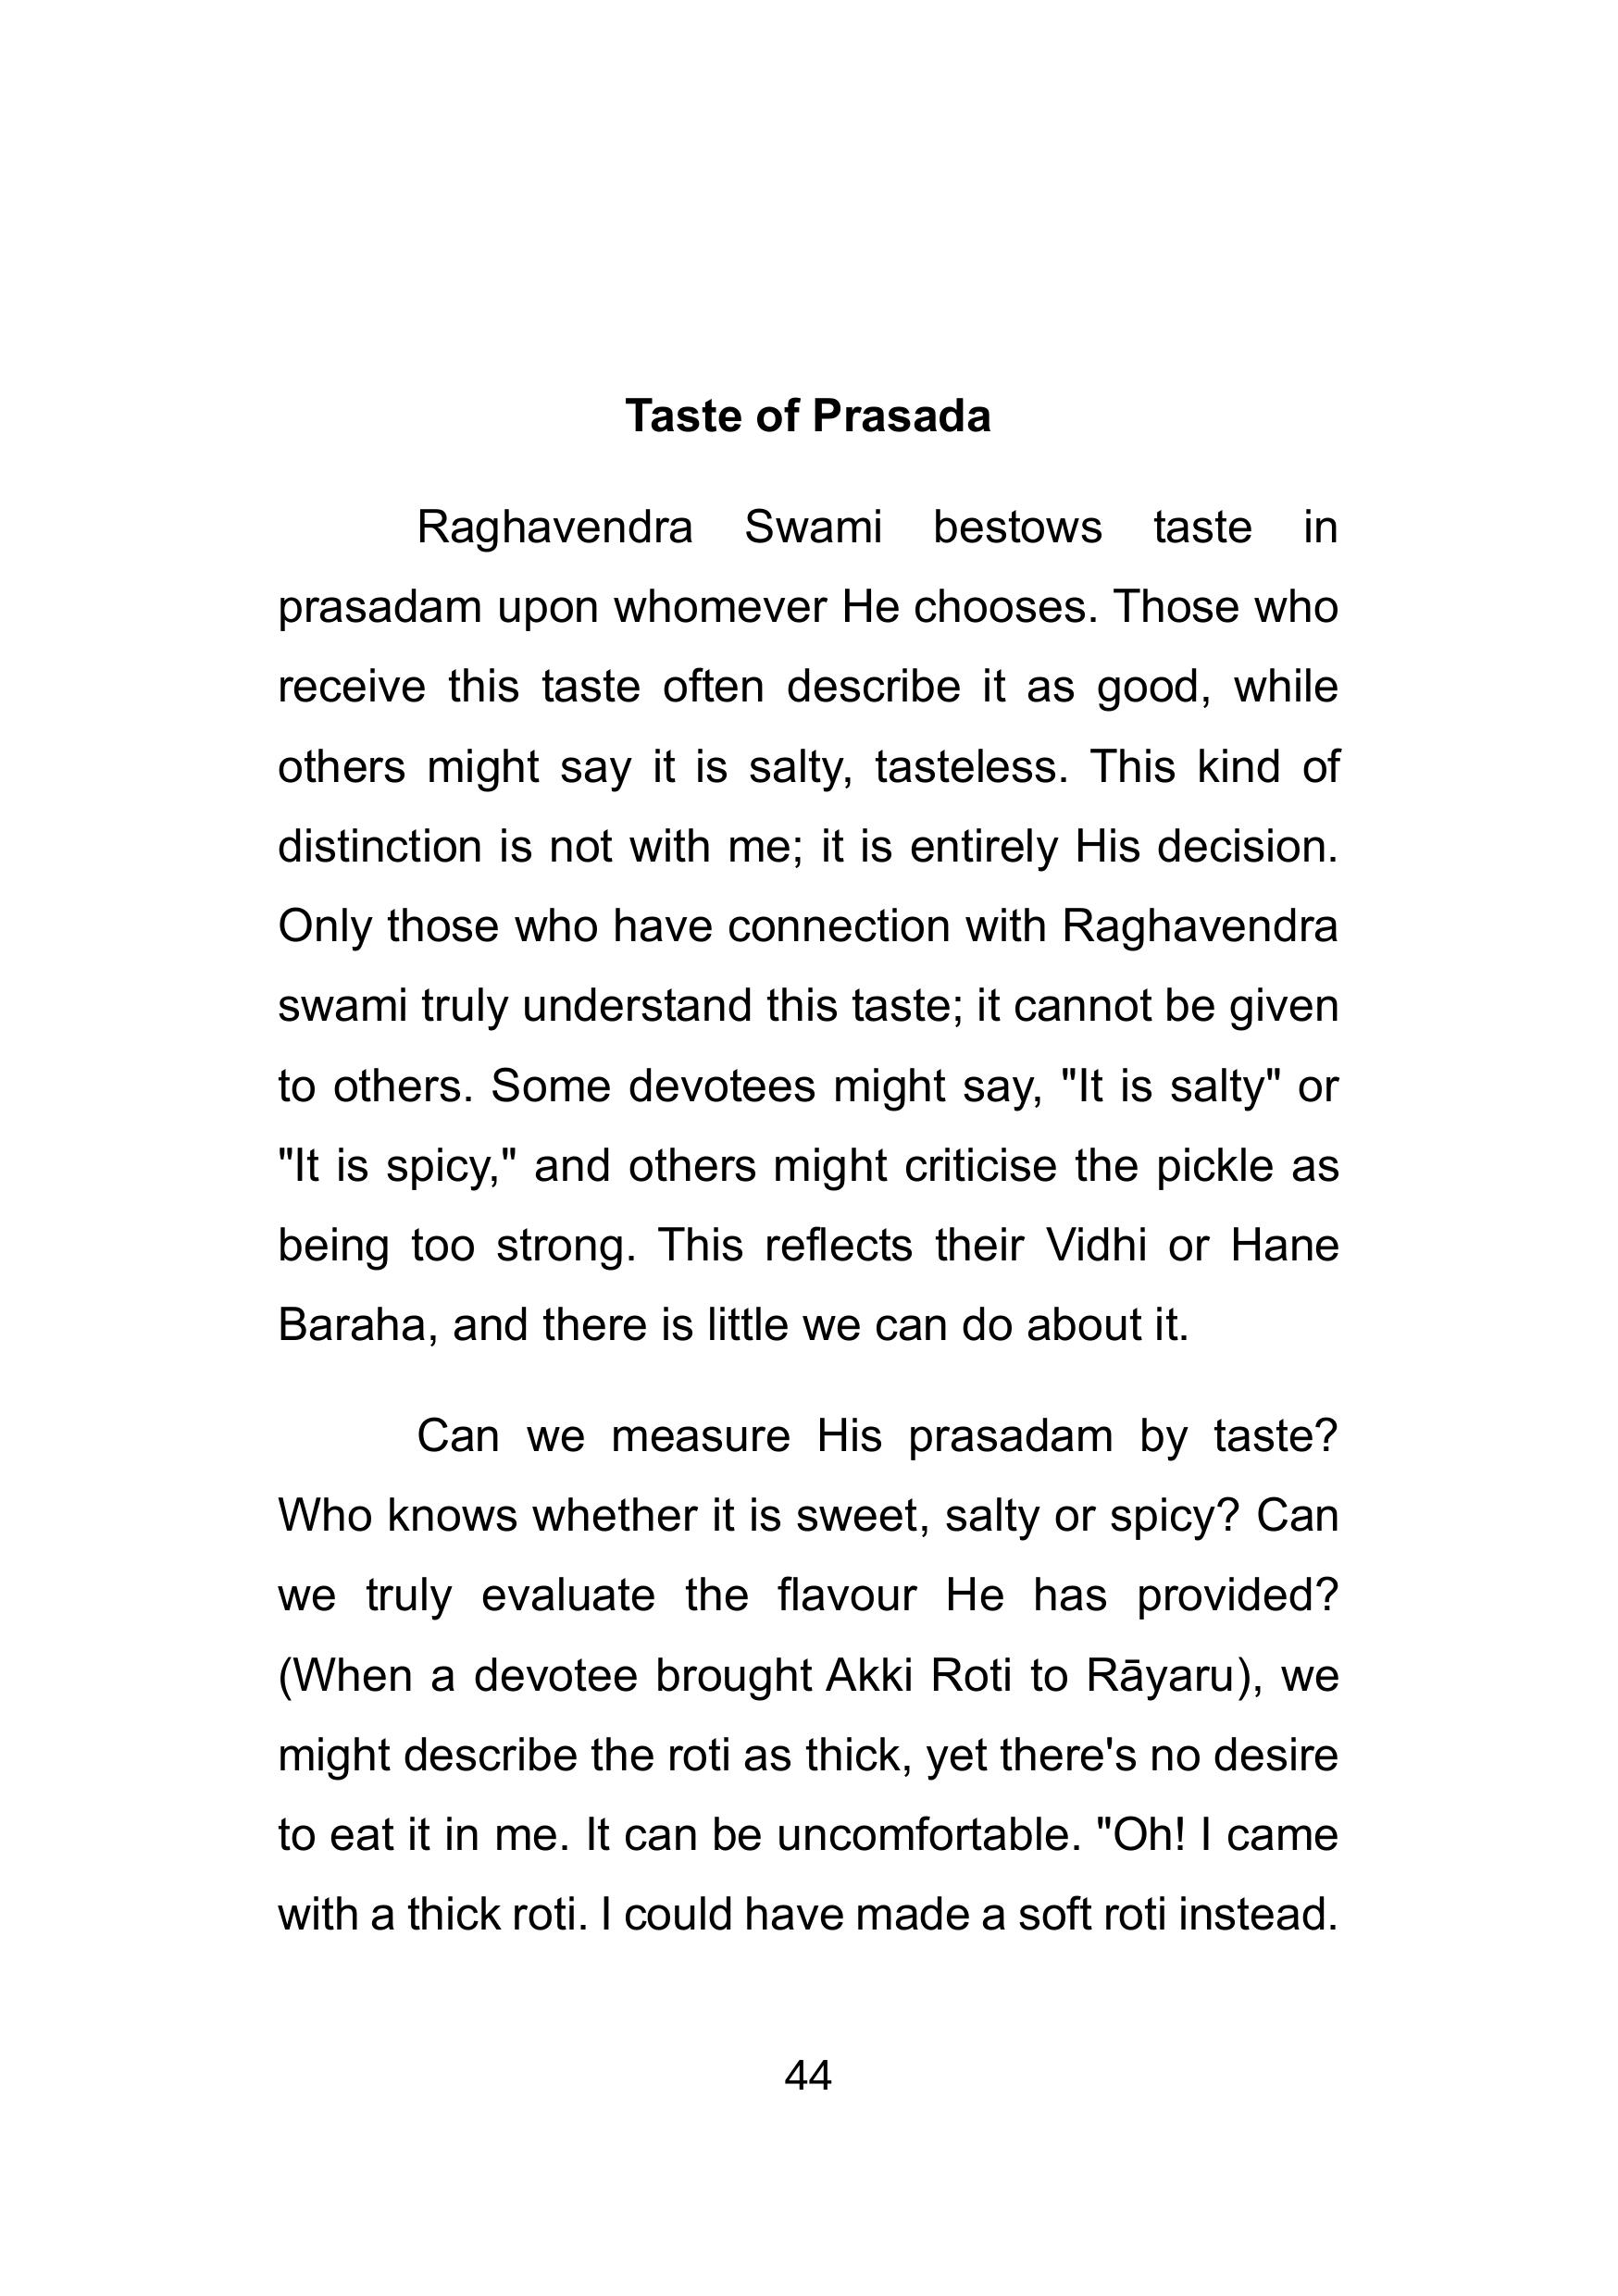 Taste of Prasada
Raghavendra Swami bestows taste in
prasadam upon whomever He chooses. Those who
receive this taste often describe it as good, while
others might say it is salty, tasteless. This kind of
distinction is not with me; it is entirely His decision.
Only those who have connection with Raghavendra
swami truly understand this taste; it cannot be given
to others. Some devotees might say, "It is salty" or
"It is spicy," and others might criticise the pickle as
being too strong. This reflects their Vidhi or Hane
Baraha, and there is little we can do about it.
Can we measure His prasadam by taste?
Who knows whether it is sweet, salty or spicy? Can
we truly evaluate the flavour He has provided?
(When a devotee brought Akki Roti to Rāyaru), we
might describe the roti as thick, yet there's no desire
to eat it in me. It can be uncomfortable. "Oh! I came
with a thick roti. I could have made a soft roti instead.
44